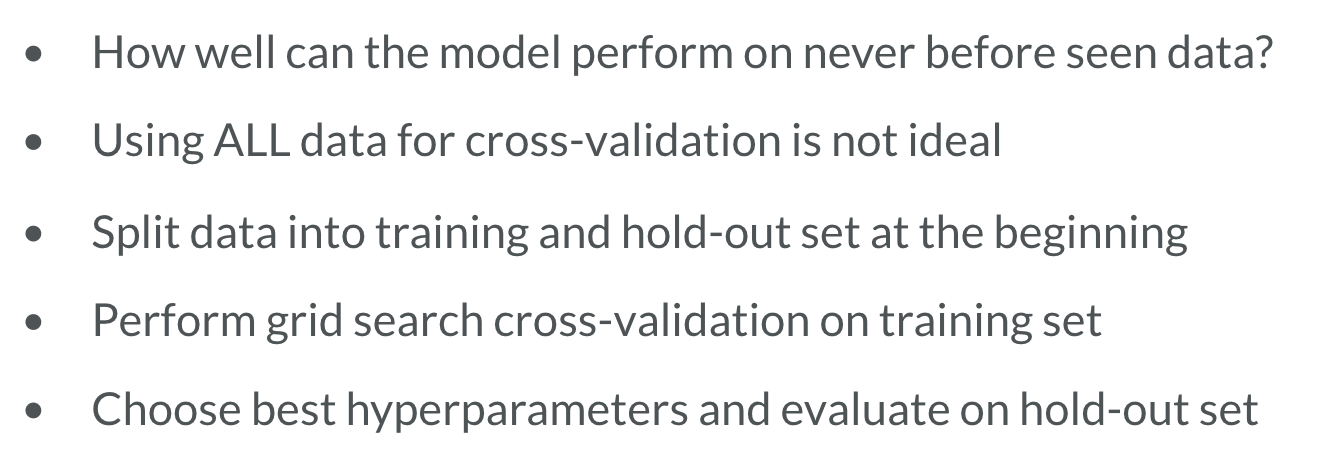 • How well can the model perform on never before seen data?
• Using ALL data for cross-validation is not ideal
• Split data into training and hold-out set at the beginning
• Perform grid search cross-validation on training set
• Choose best hyperparameters and evaluate on hold-out set